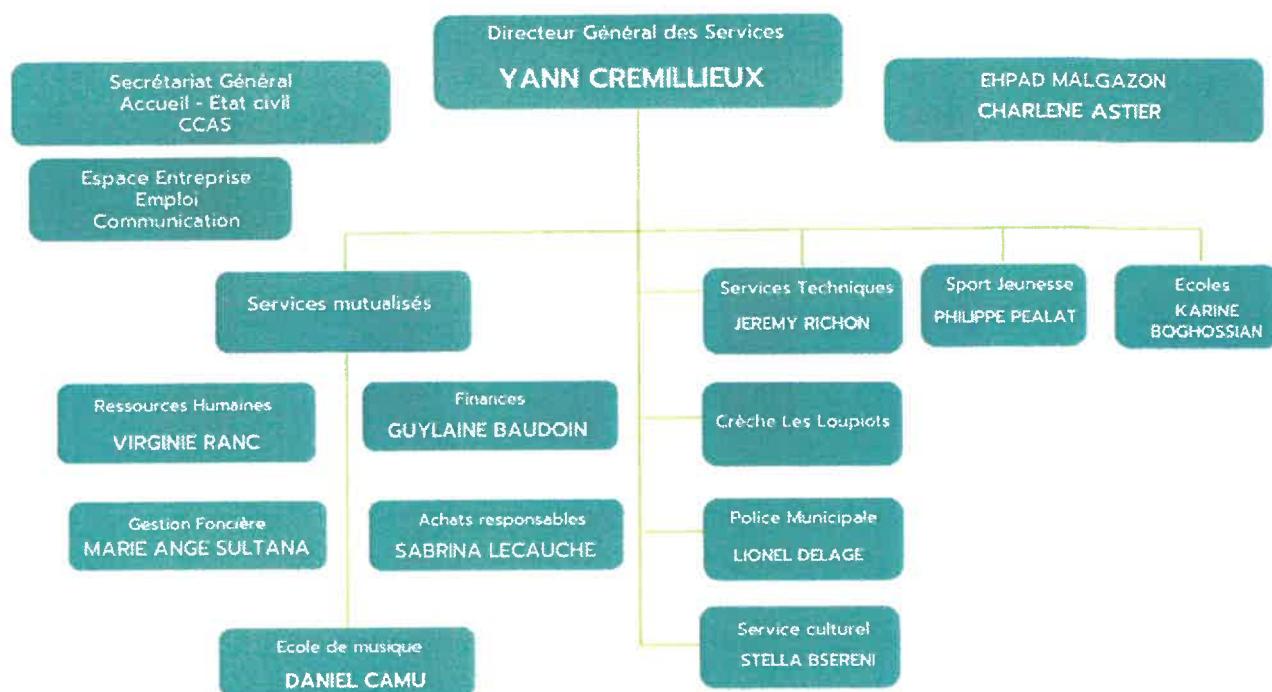 Directeur Général des Services
YANN CREMILLIEUX
Secrétariat Général
Accueil - Etat civil
CCAS
EHPAD MALGAZON
CHARLENE ASTIER
Espace Entreprise
Emploi
Communication
Services mutualisés
Services Techniques
JEREMY RICHON
Sport Jeunesse
PHILIPPE PEALAT
Ecoles
KARINE
BOGHOSSIAN
Ressources Humaines
VIRGINIE RANC
Finances
GUYLAINE BAUDOIN
Crèche Les Loupiots
Gestion Foncière
MARIE ANGE SULTANA
Achats responsables
SABRINA LECAUCHE
Police Municipale
LIONEL DELAGE
Ecole de musique
DANIEL CAMU
Service culturel
STELLA BSERENI